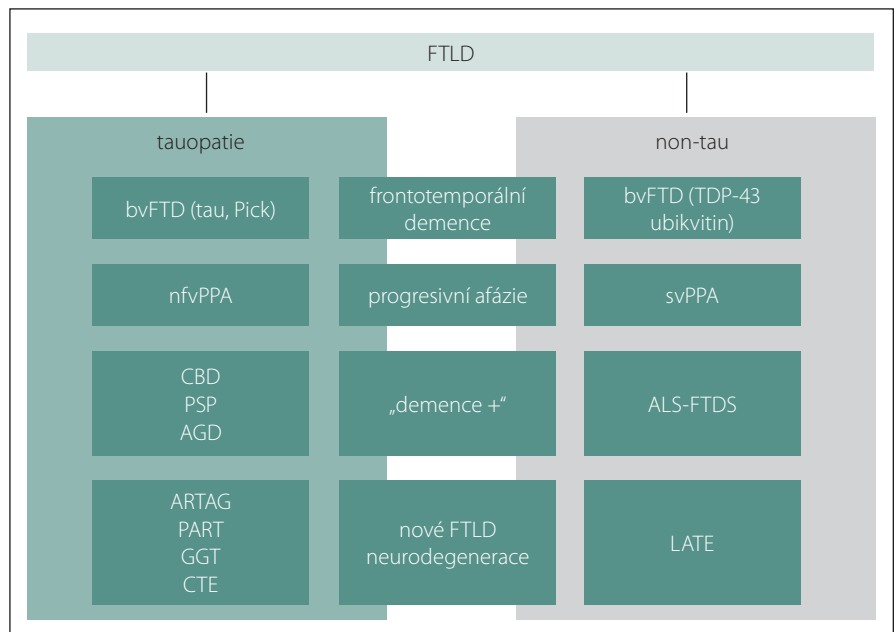 FTLD
tauopatie
non-tau
bvFTD (tau, Pick)
frontotemporální
demence
bvFTD (TDP-43
ubikvitin)
nfvPPA
progresivní afázie
svPPA
CBD
PSP
AGD
„demence +“
ALS-FTDS
ARTAG
PART
GGT
CTE
nové FTLD
neurodegenerace
LATE